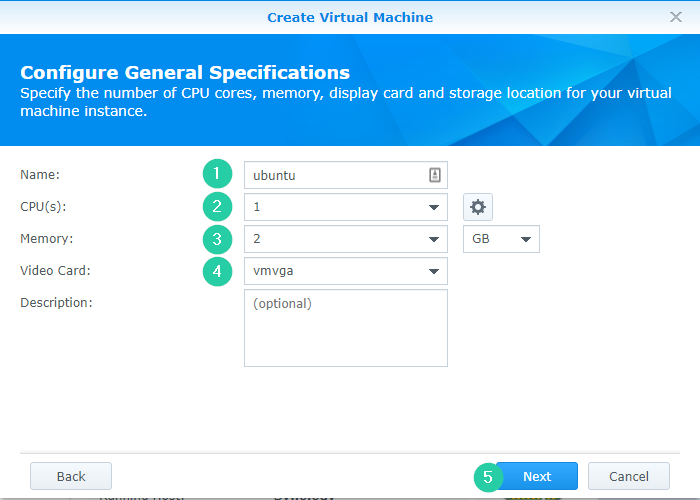 Create Virtual Machine
Configure General Specifications
Specify the number of CPU cores, memory, display card and storage location for your virtual
machine instance.
Name: 1 ubuntu
CPU(s): 2 1
Memory: 3 2 GB
Video Card: 4 vmvga
Description: (optional)
Back 5 Next Cancel